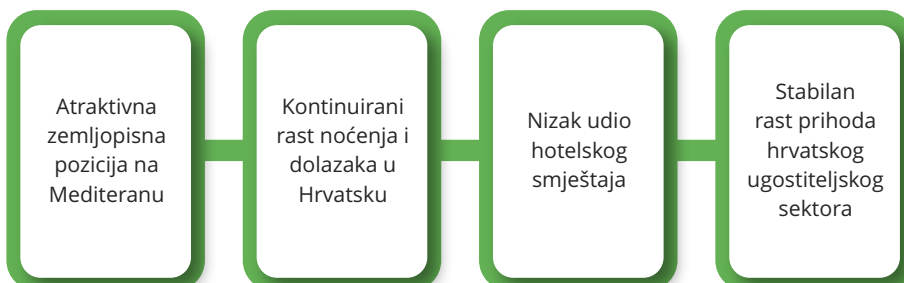 Atraktivna
zemljopisna
pozicija na
Mediteranu
Kontinuirani
rast noćenja i
dolazaka u
Hrvatsku
Nizak udio
hotelskog
smještaja
Stabilan
rast prihoda
hrvatskog
ugostiteljskog
sektora